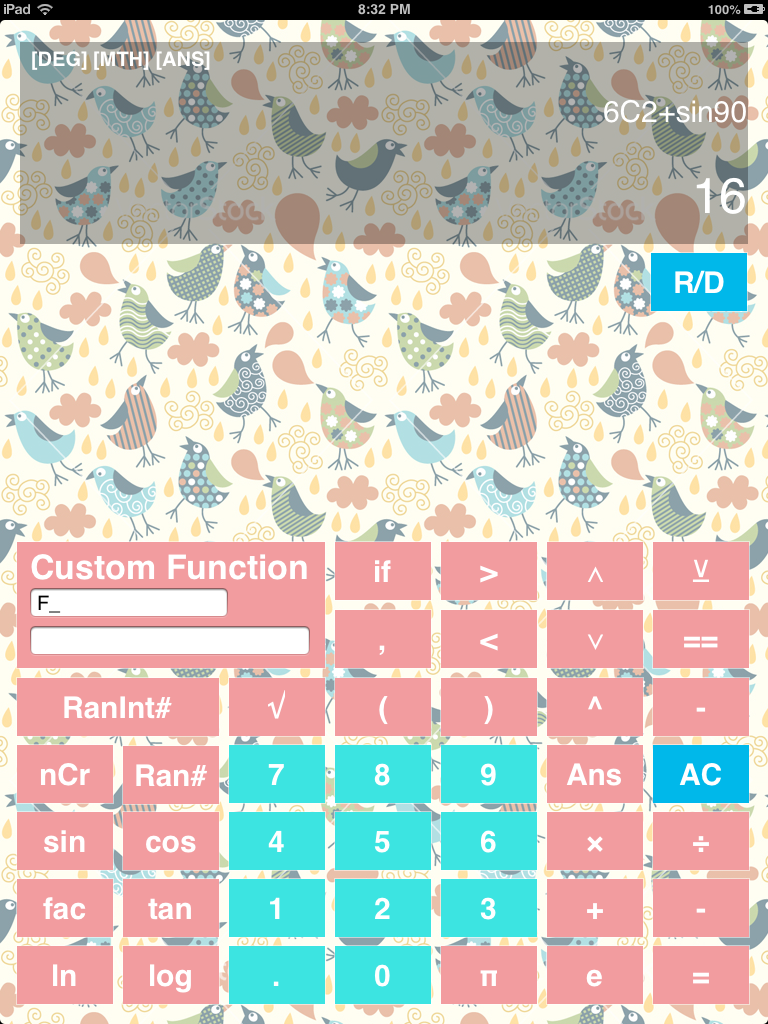 iPad 8:32 PM 100%
[DEG] [MTH] [ANS]
6C2+sin90
16
R/D
Custom Function if > ∧ ⊻
F_
, < ∨ ==
RanInt# √ ( ) ^ -
nCr Ran# 7 8 9 Ans AC
sin cos 4 5 6 × ÷
fac tan 1 2 3 + -
ln log . 0 π e =